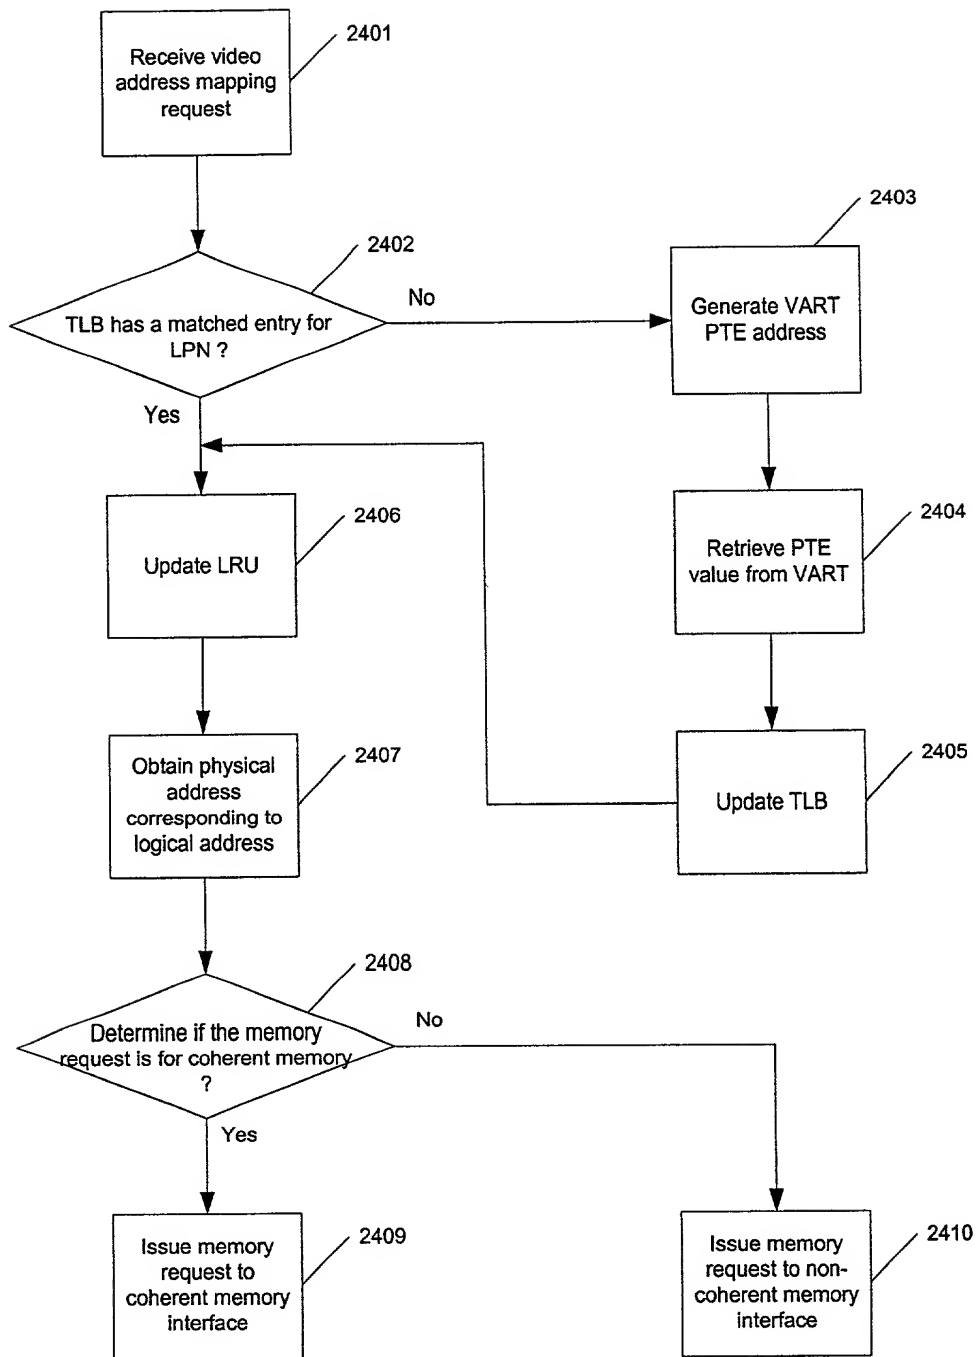 2401
Receive video
address mapping
request
2402
TLB has a matched entry for
LPN ?
No
Yes
2403
Generate VART
PTE address
2404
Retrieve PTE
value from VART
2405
Update TLB
2406
Update LRU
2407
Obtain physical
address
corresponding to
logical address
2408
Determine if the memory
request is for coherent memory
?
No
Yes
2409
Issue memory
request to
coherent memory
interface
2410
Issue memory
request to non-
coherent memory
interface